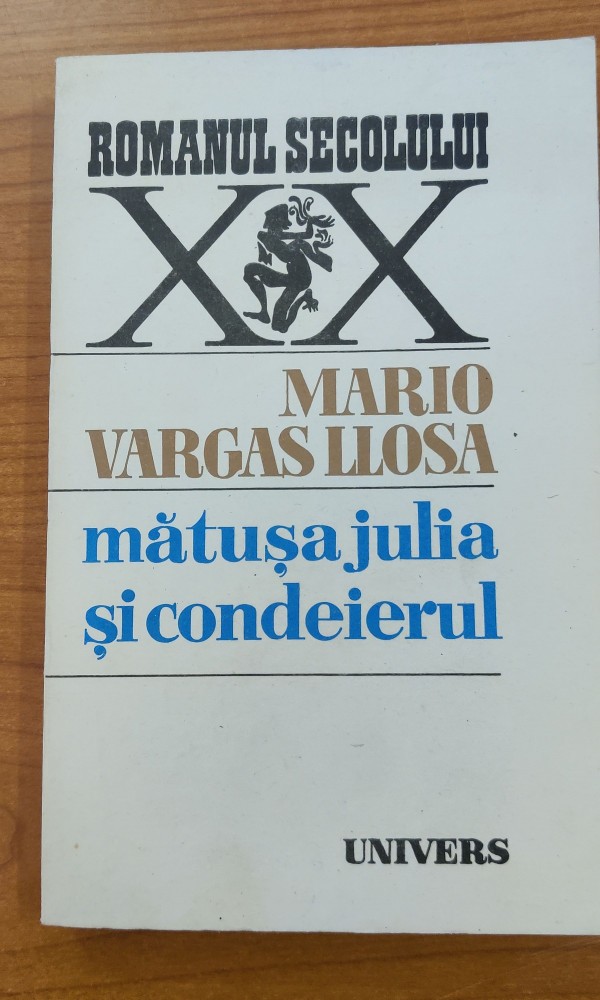 ROMANUL SECOLULUI
XX
MARIO
VARGAS LLOSA
mătușa julia
și condeierul
UNIVERS